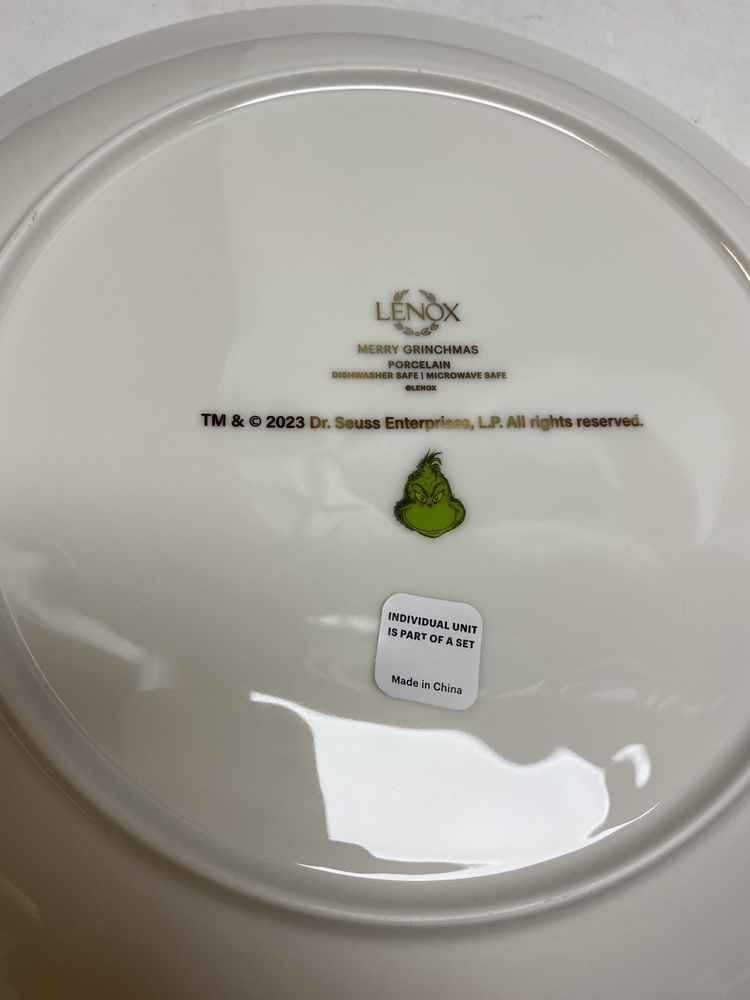 LENOX
MERRY GRINCHMAS
PORCELAIN
DISHWASHER SAFE | MICROWAVE SAFE
©LENOX
TM & © 2023 Dr. Seuss Enterprises, L.P. All rights reserved.
INDIVIDUAL UNIT
IS PART OF A SET
Made in China